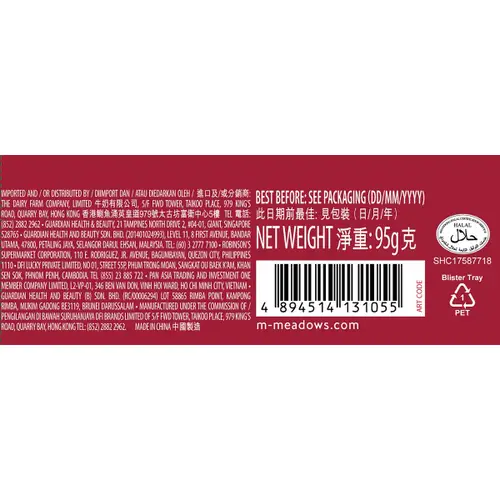 IMPORTED AND / OR DISTRIBUTED BY / DIIMPORT DAN / ATAU DIEDARKAN OLEH / 進口及/或分銷商:
THE DAIRY FARM COMPANY, LIMITED 牛奶有限公司, 5/F FWD TOWER, TAIKOO PLACE, 979 KING'S
ROAD, QUARRY BAY, HONG KONG 香港鰂魚涌英皇道979號太古坊富衛中心5樓 TEL 電話:
(852) 2882 2962 • GUARDIAN HEALTH & BEAUTY, 21 TAMPINES NORTH DRIVE 2, #04-01, GIANT, SINGAPORE
528765 • GUARDIAN HEALTH AND BEAUTY SDN. BHD. (201401024993), LEVEL 11, 8 FIRST AVENUE, BANDAR
UTAMA, 47800, PETALING JAYA, SELANGOR DARUL EHSAN, MALAYSIA. TEL: (60) 3 2777 7100 • ROBINSON'S
SUPERMARKET CORPORATION, 110 E. RODRIGUEZ, JR. AVENUE, BAGUMBAYAN, QUEZON CITY, PHILIPPINES
1110 • DFI LUCKY PRIVATE LIMITED, NO 01, STREET 55P, PHUM TRONG MOAN, SANGKAT OU BAEK K'AM, KHAN
SEN SOK, PHNOM PENH, CAMBODIA. TEL (855) 23 885 722 • PAN ASIA TRADING AND INVESTMENT ONE
MEMBER COMPANY LIMITED, L2-VP-01, 346 BEN VAN DON, VINH HOI WARD, HO CHI MINH CITY, VIETNAM •
GUARDIAN HEALTH AND BEAUTY (B) SDN. BHD. (RC/00006294) LOT 58865 RIMBA POINT, KAMPONG
RIMBA, MUKIM GADONG BE3119, BRUNEI DARUSSALAM • MANUFACTURED UNDER THE COMMISSION OF /
PENGILANGAN DI BAWAH SURUHANJAYA DFI BRANDS LIMITED OF 5/F FWD TOWER, TAIKOO PLACE, 979 KING'S
ROAD, QUARRY BAY, HONG KONG TEL: (852) 2882 2962. MADE IN CHINA 中國製造
BEST BEFORE: SEE PACKAGING (DD/MM/YYYY)
此日期前最佳: 見包裝 (日/月/年)
NET WEIGHT 淨重: 95g 克
4 894514 131055
ART CODE
m-meadows.com
HALAL
حلال
SHC17587718
Blister Tray
PET